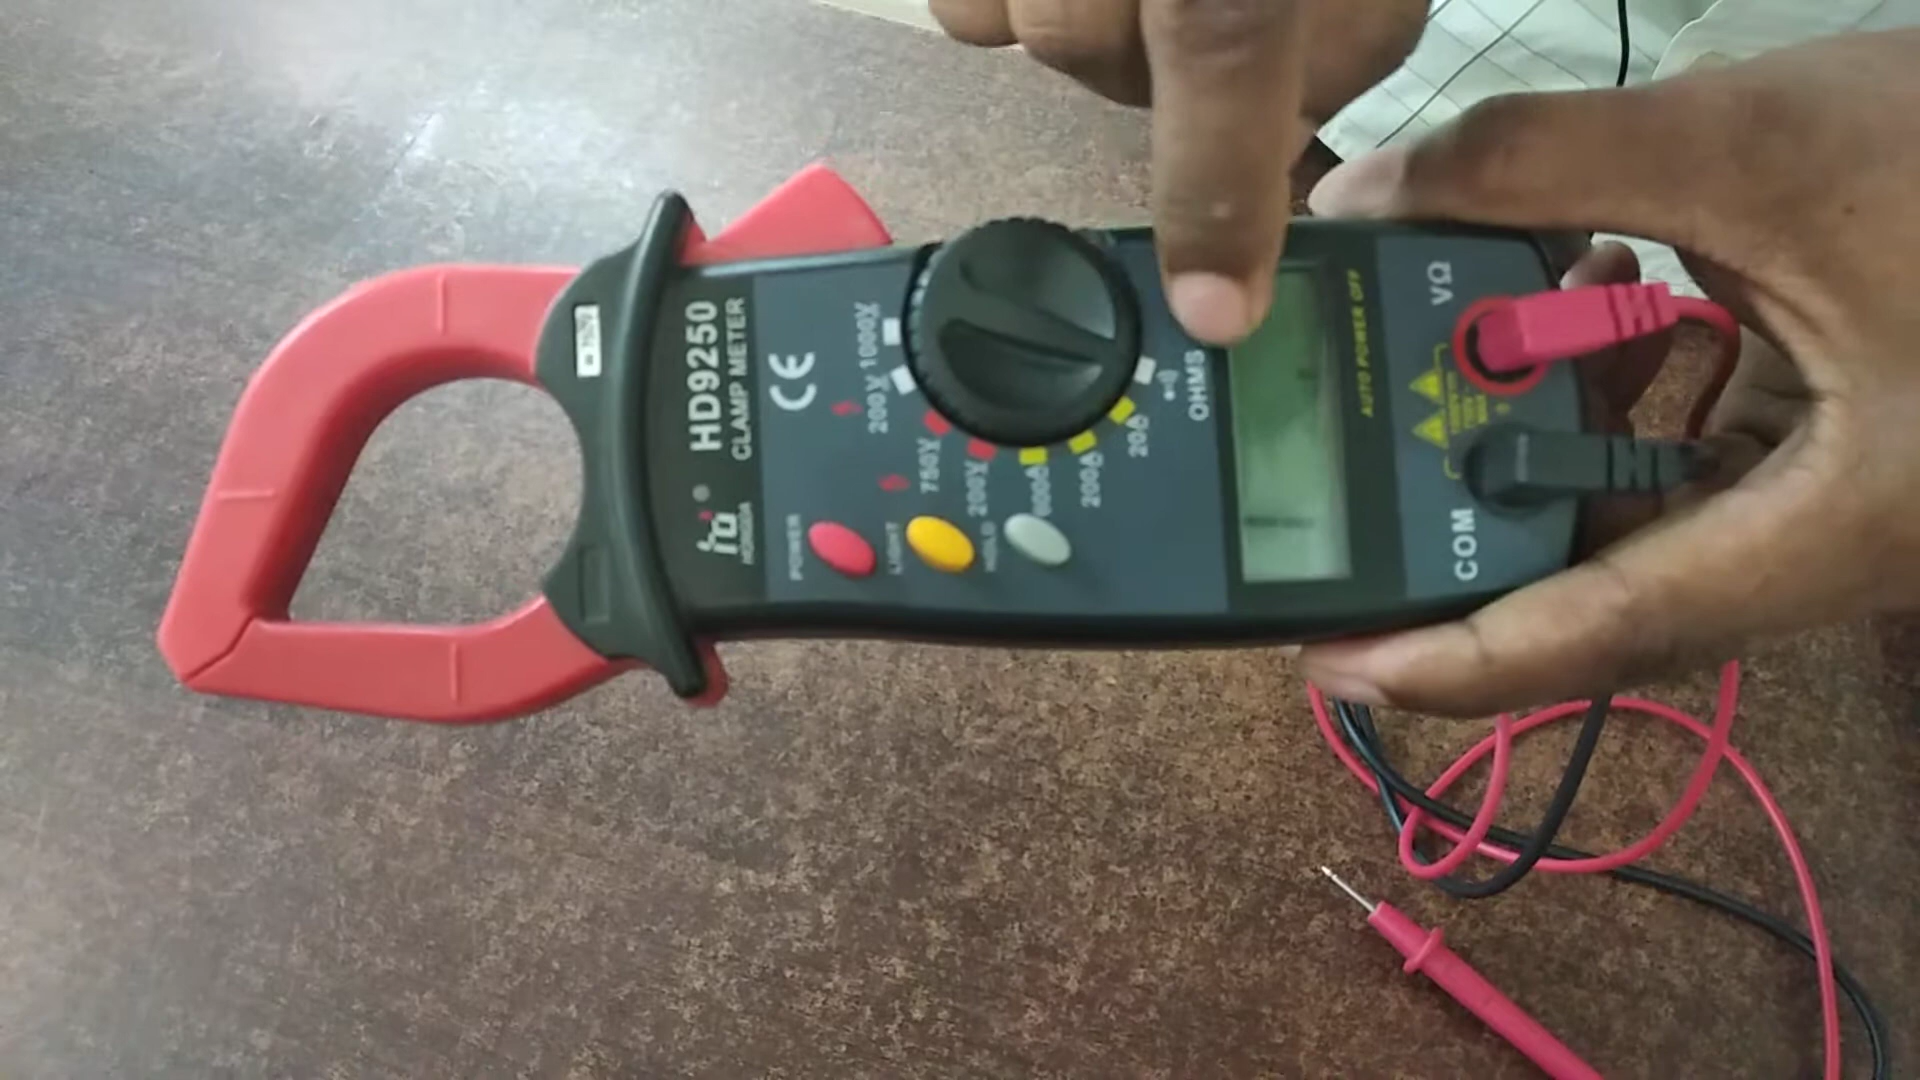 HD9250
CLAMP METER
HONGDA
CE
1000V
200V
750V
200V
600A
200A
20A
OHMS
POWER
LIGHT
HOLD
AUTO POWER OFF
VΩ
COM